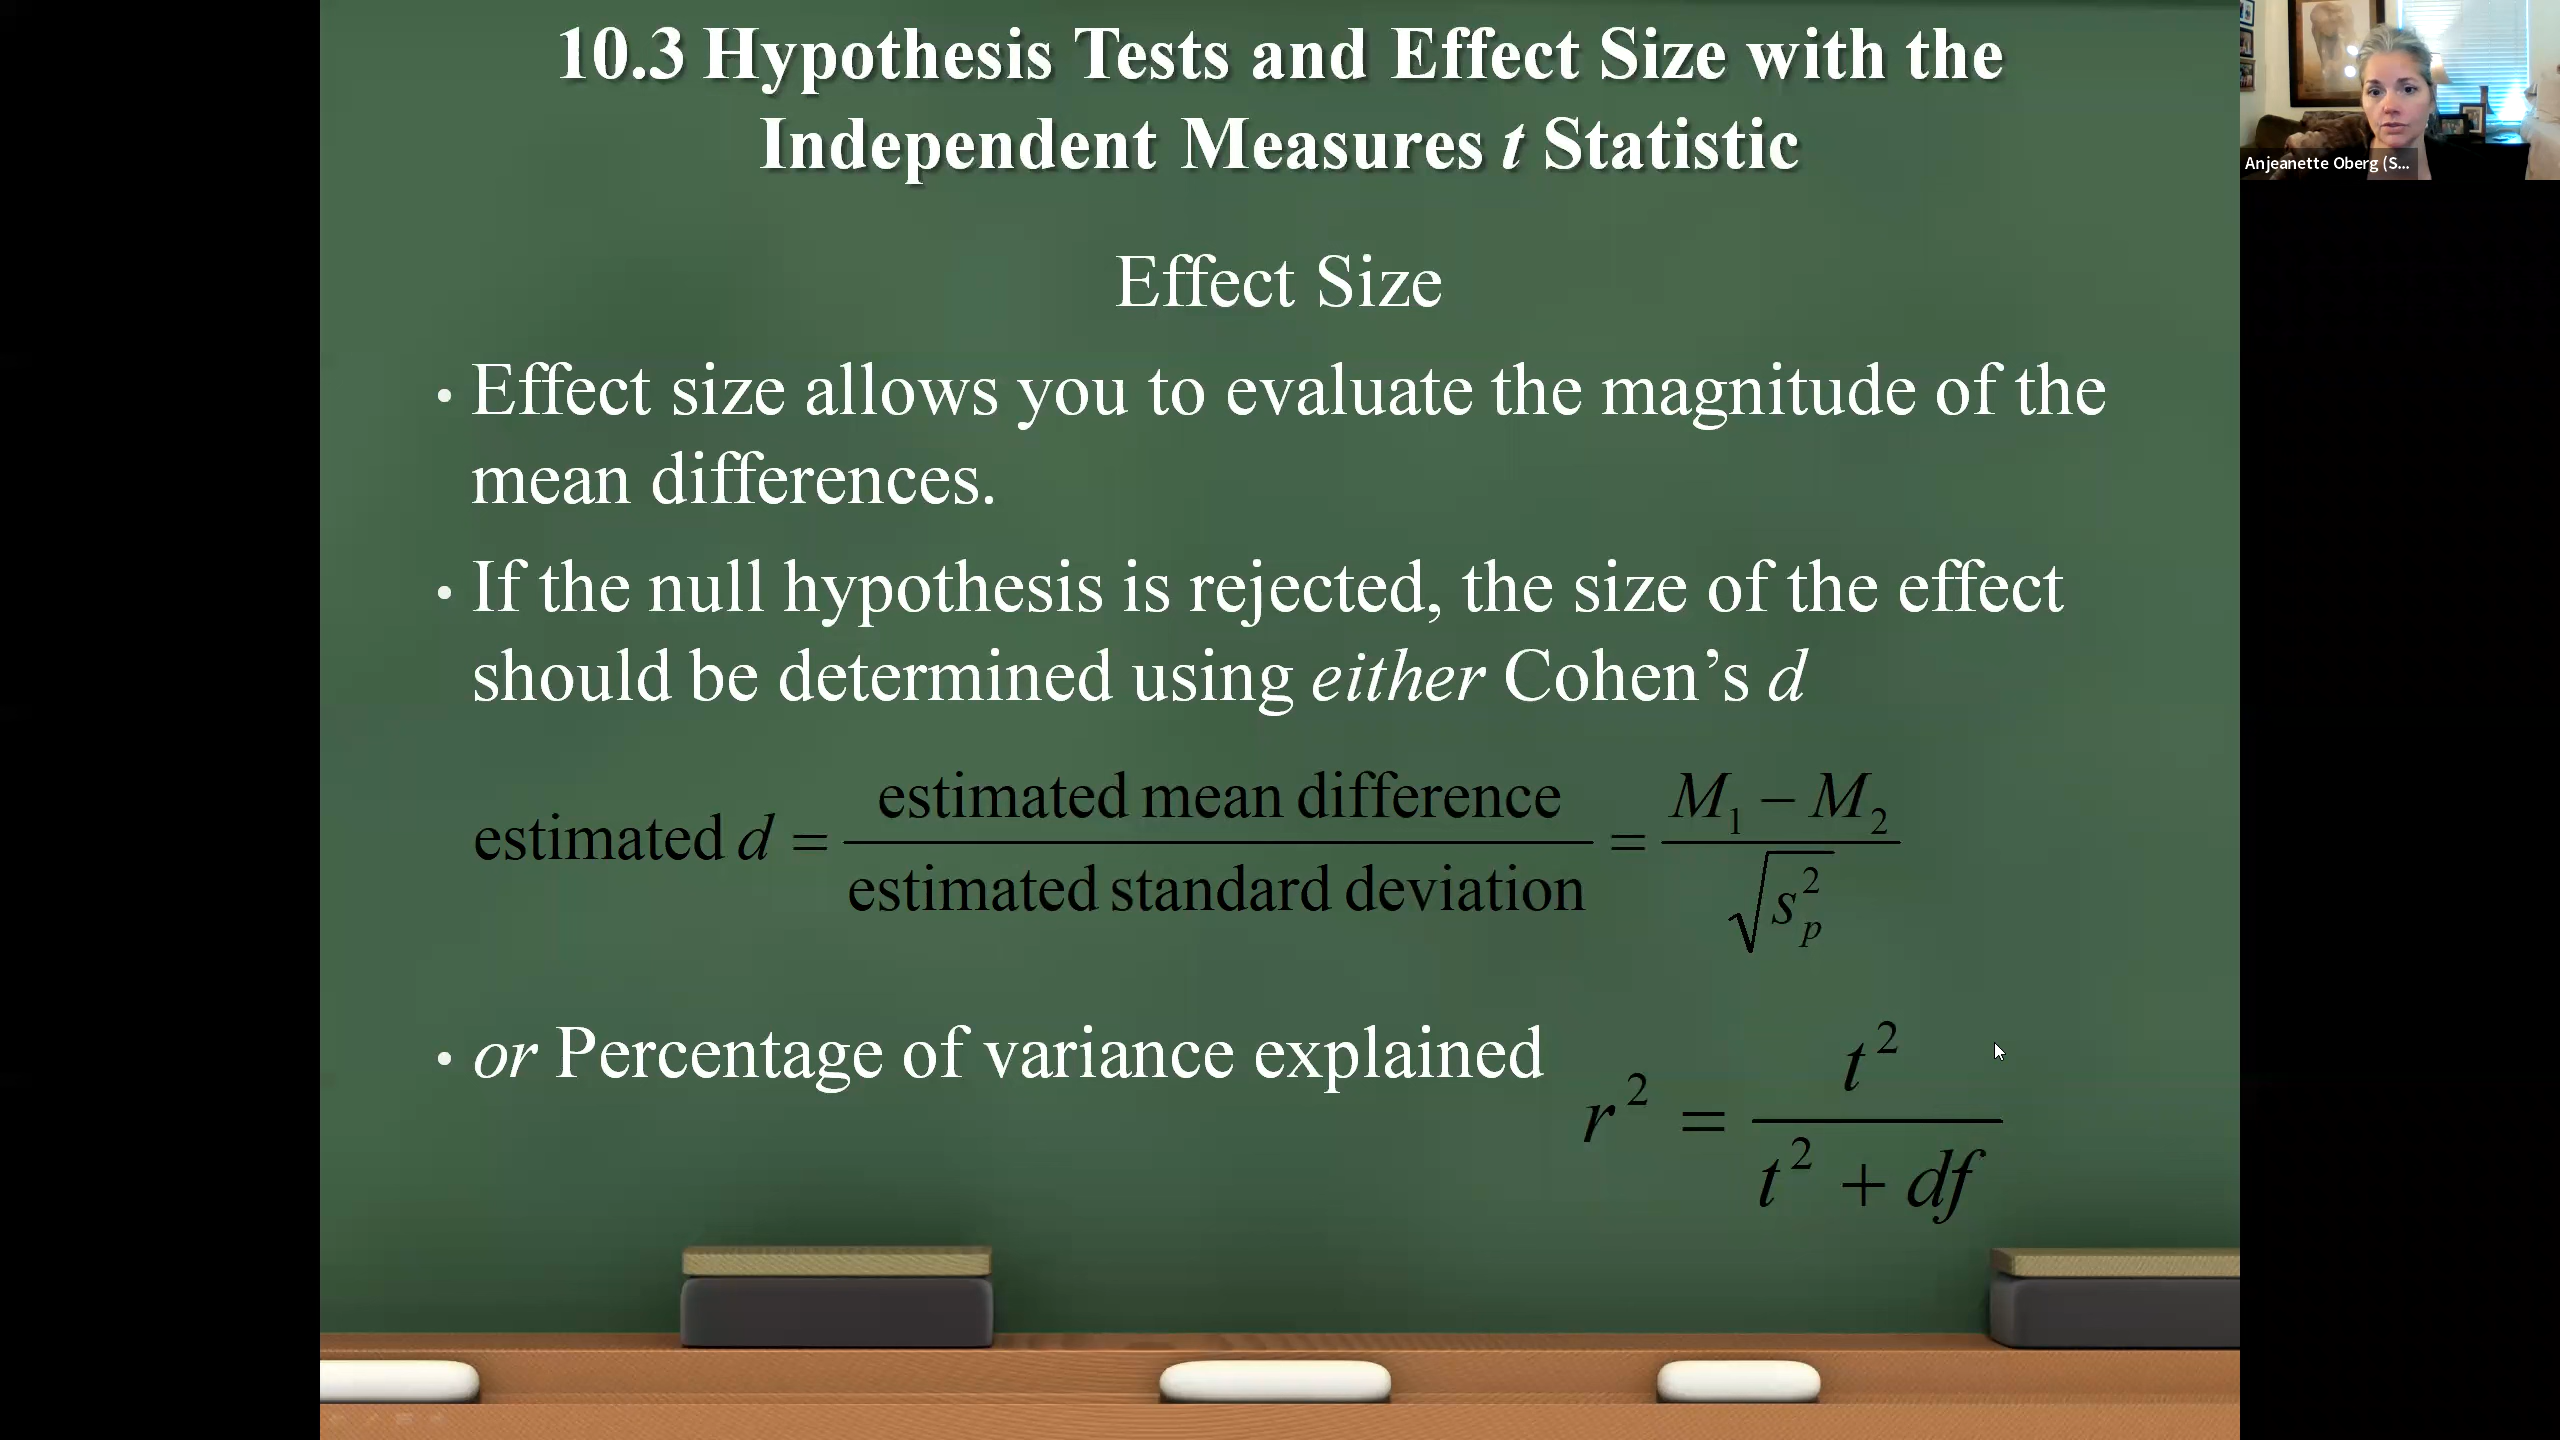 10.3 Hypothesis Tests and Effect Size with the
Independent Measures t Statistic
Anjeanette Oberg (S...
Effect Size
• Effect size allows you to evaluate the magnitude of the
mean differences.
• If the null hypothesis is rejected, the size of the effect
should be determined using either Cohen’s d
estimated d = estimated mean difference / estimated standard deviation = M₁ − M₂ / √s²ₚ
• or Percentage of variance explained
r² = t² / t² + df